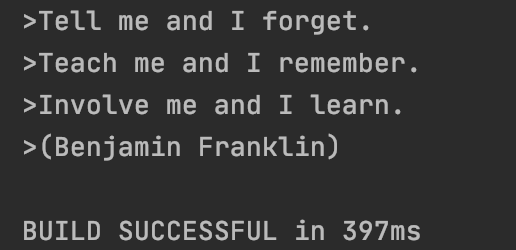 >Tell me and I forget.
>Teach me and I remember.
>Involve me and I learn.
>(Benjamin Franklin)
BUILD SUCCESSFUL in 397ms